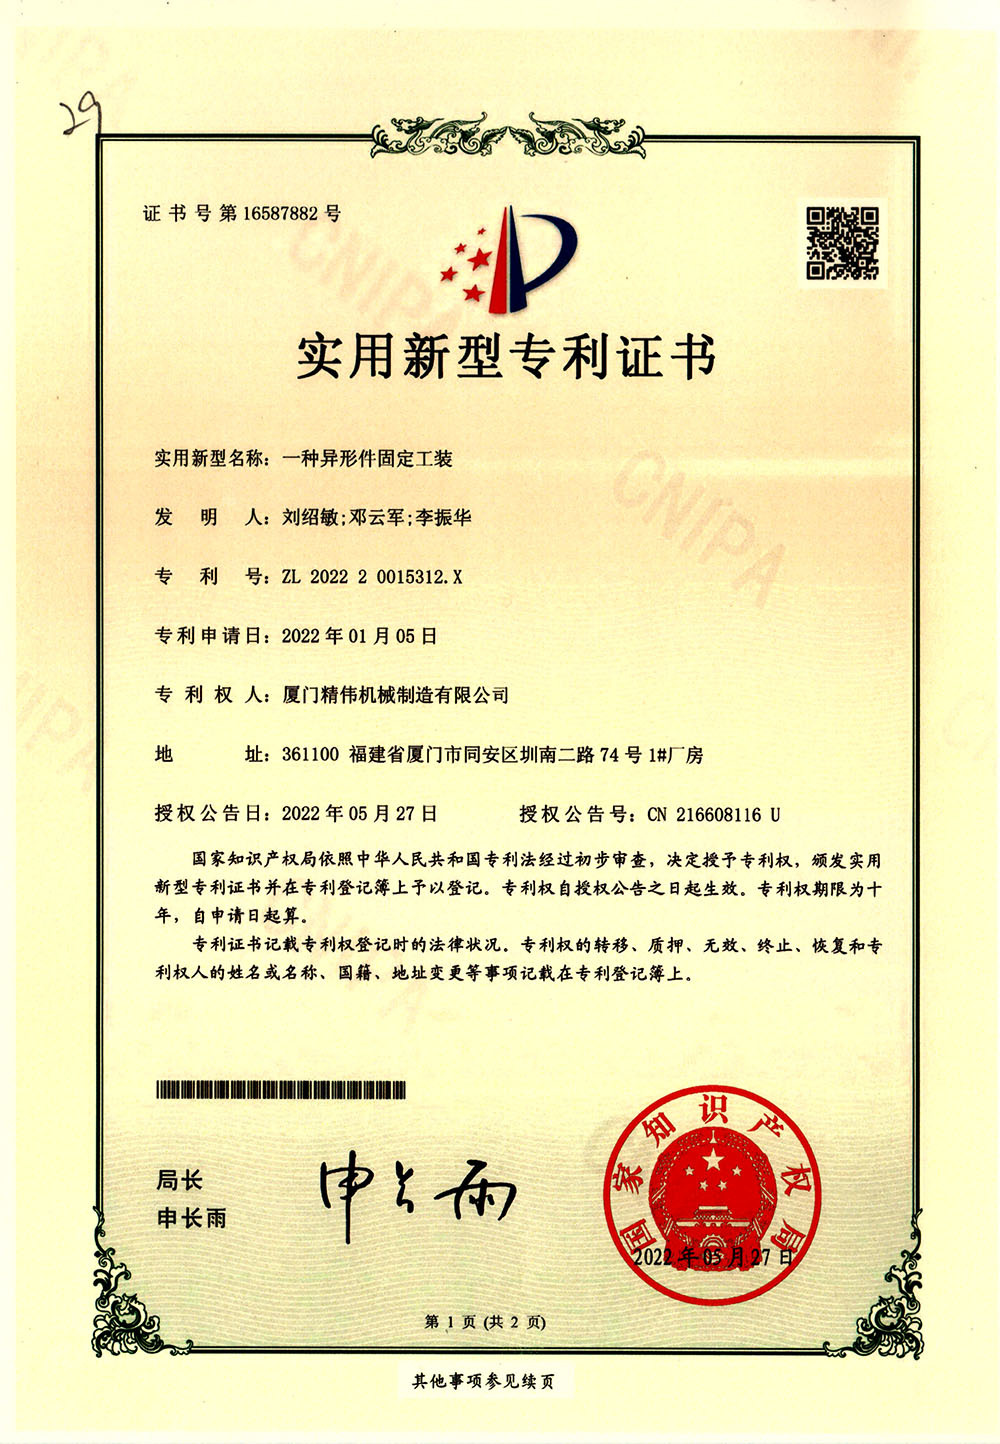 29
证书号第16587882号
实用新型专利证书
实用新型名称：一种异形件固定工装
发明人：刘绍敏;邓云军;李振华
专利号：ZL 2022 2 0015312.X
专利申请日：2022年01月05日
专利权人：厦门精伟机械制造有限公司
地址：361100 福建省厦门市同安区圳南二路74号1#厂房
授权公告日：2022年05月27日 授权公告号：CN 216608116 U
国家知识产权局依照中华人民共和国专利法经过初步审查，决定授予专利权，颁发实用
新型专利证书并在专利登记簿上予以登记。专利权自授权公告之日起生效。专利权期限为十
年，自申请日起算。
专利证书记载专利权登记时的法律状况。专利权的转移、质押、无效、终止、恢复和专
利权人的姓名或名称、国籍、地址变更等事项记载在专利登记簿上。
局长
申长雨
申长雨
国家知识产权局
2022年05月27日
第1页(共2页)
其他事项参见续页
CNIPA
CNIPA